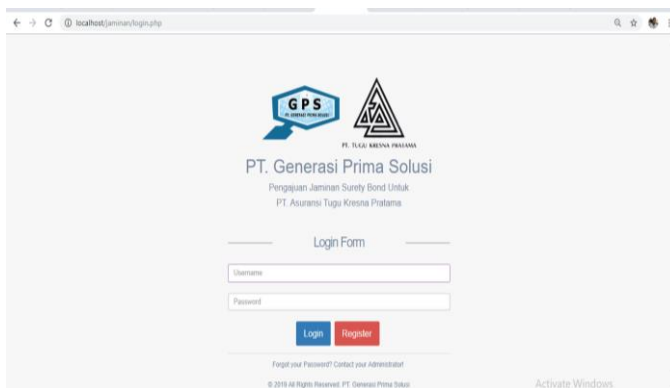 localhost/jaminan/login.php
GPS
PT. GENERASI PRIMA SOLUSI
PT. TUGU KRESNA PRATAMA
PT. Generasi Prima Solusi
Pengajuan Jaminan Surety Bond Untuk
PT. Asuransi Tugu Kresna Pratama
Login Form
Username
Password
Login Register
Forgot your Password? Contact your Administrator!
© 2019 All Rights Reserved. PT. Generasi Prima Solusi
Activate Windows